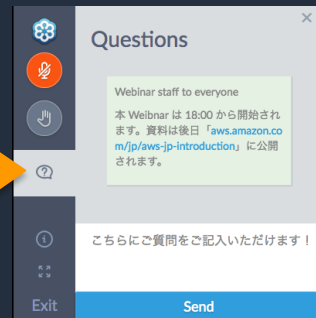 Questions
Webinar staff to everyone
本 Weibnar は 18:00 から開始され
ます。資料は後日「aws.amazon.co
m/jp/aws-jp-introduction」に公開
されます。
こちらにご質問をご記入いただけます！
Exit
Send